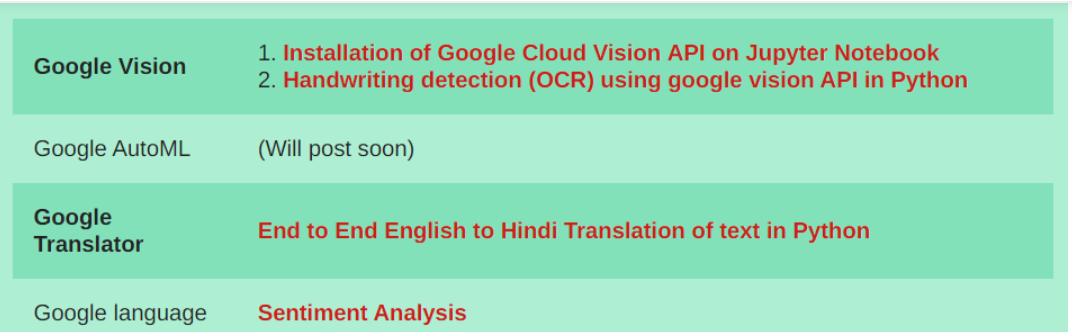 Google Vision
1. Installation of Google Cloud Vision API on Jupyter Notebook
2. Handwriting detection (OCR) using google vision API in Python
Google AutoML (Will post soon)
Google
Translator
End to End English to Hindi Translation of text in Python
Google language Sentiment Analysis